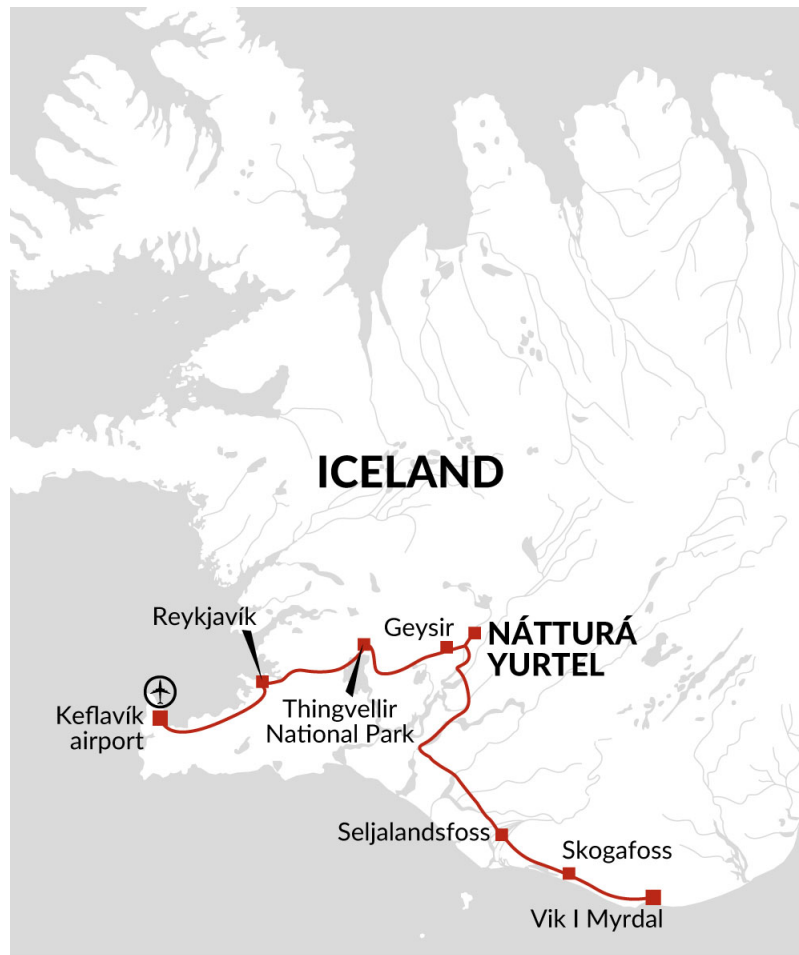 ICELAND
Reykjavík
Geysir
NÁTTURÁ
YURTEL
Keflavík
airport
Thingvellir
National Park
Seljalandsfoss
Skogafoss
Vik I Myrdal